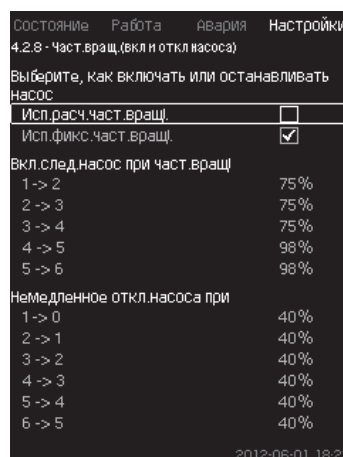 Состояние Работа Авария Настройки
4.2.8 - Част.вращ.(вкл и откл насоса)
Выберите, как включать или останавливать
насос
Исп.расч.част.вращ|.
Исп.фикс.част.вращ|.
Вкл.след.насос при част.вращ|
1 -> 2 75%
2 -> 3 75%
3 -> 4 75%
4 -> 5 98%
5 -> 6 98%
Немедленное откл.насоса при
1 -> 0 40%
2 -> 1 40%
3 -> 2 40%
4 -> 3 40%
5 -> 4 40%
6 -> 5 40%
2012-06-01 18:2